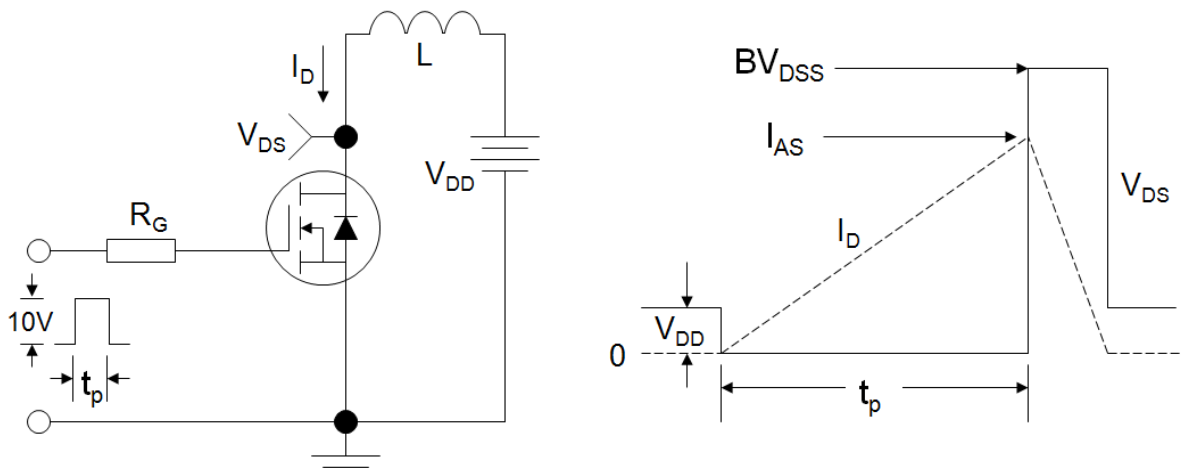 L
I_D
V_DS
V_DD
R_G
10V
t_p
BV_DSS
I_AS
V_DS
I_D
V_DD
0
t_p